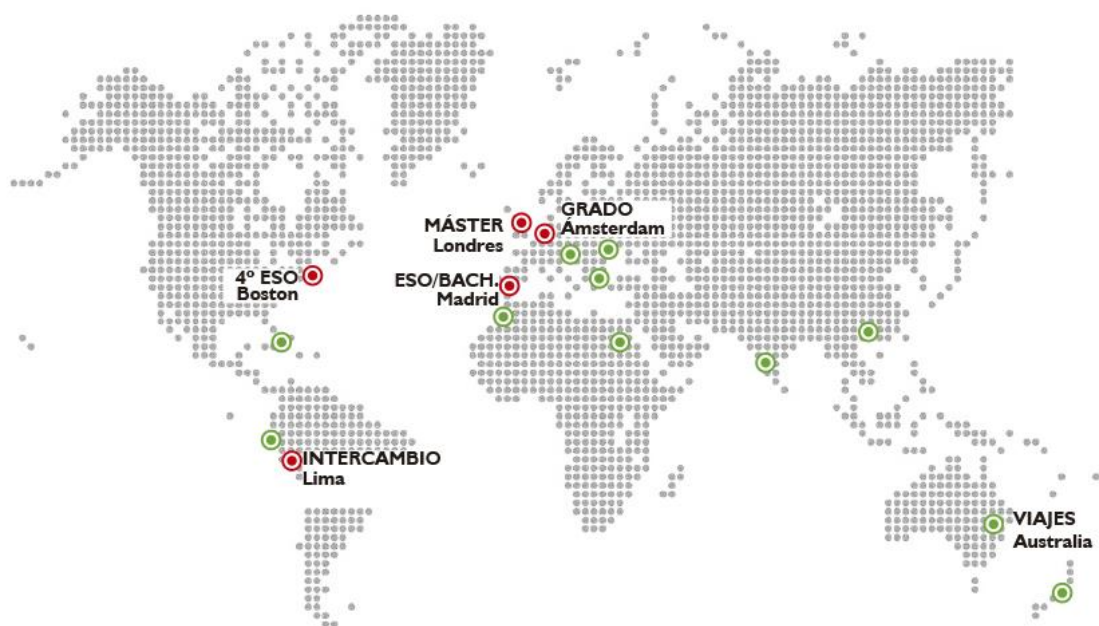 GRADO
Ámsterdam
MÁSTER
Londres
4º ESO
Boston
ESO/BACH.
Madrid
INTERCAMBIO
Lima
VIAJES
Australia